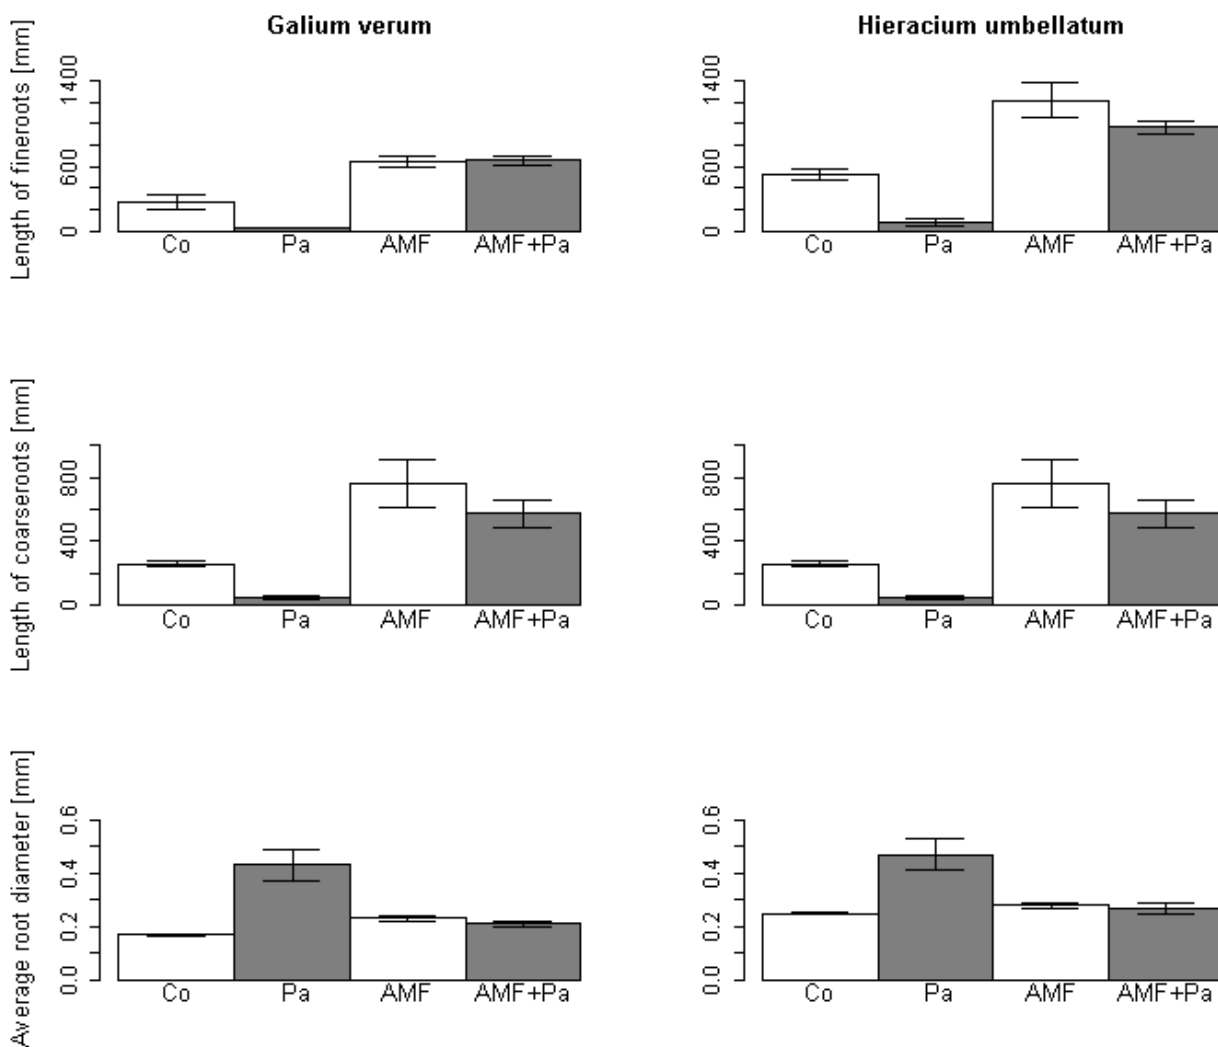 Galium verum
Hieracium umbellatum
Length of fineroots [mm]
1400
600
0
Co Pa AMF AMF+Pa
1400
600
0
Co Pa AMF AMF+Pa
Length of coarseroots [mm]
800
400
0
Co Pa AMF AMF+Pa
800
400
0
Co Pa AMF AMF+Pa
Average root diameter [mm]
0.6
0.4
0.2
0.0
Co Pa AMF AMF+Pa
0.6
0.4
0.2
0.0
Co Pa AMF AMF+Pa